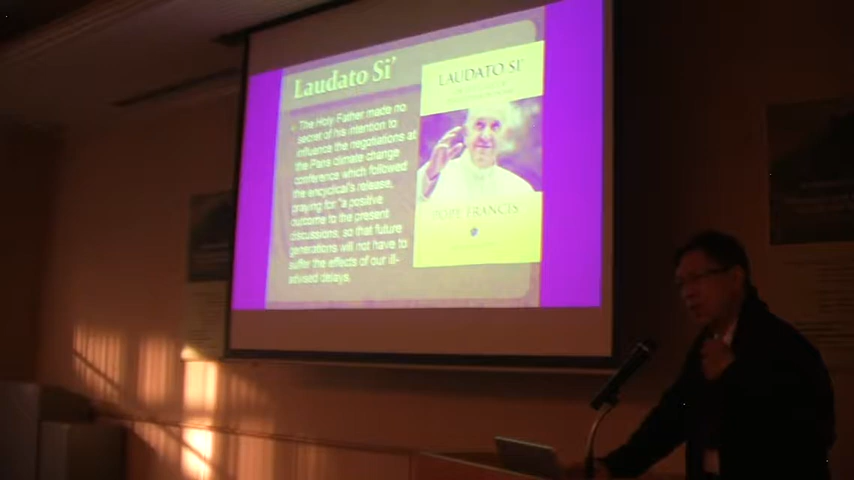 Laudato Si'
The Holy Father made no
secret of his intention to
influence the negotiations at
the Paris climate change
conference which followed
the encyclical's release,
praying for "a positive
outcome to the present
discussions, so that future
generations will not have to
suffer the effects of our ill-
advised delays.
LAUDATO SI'
POPE FRANCIS